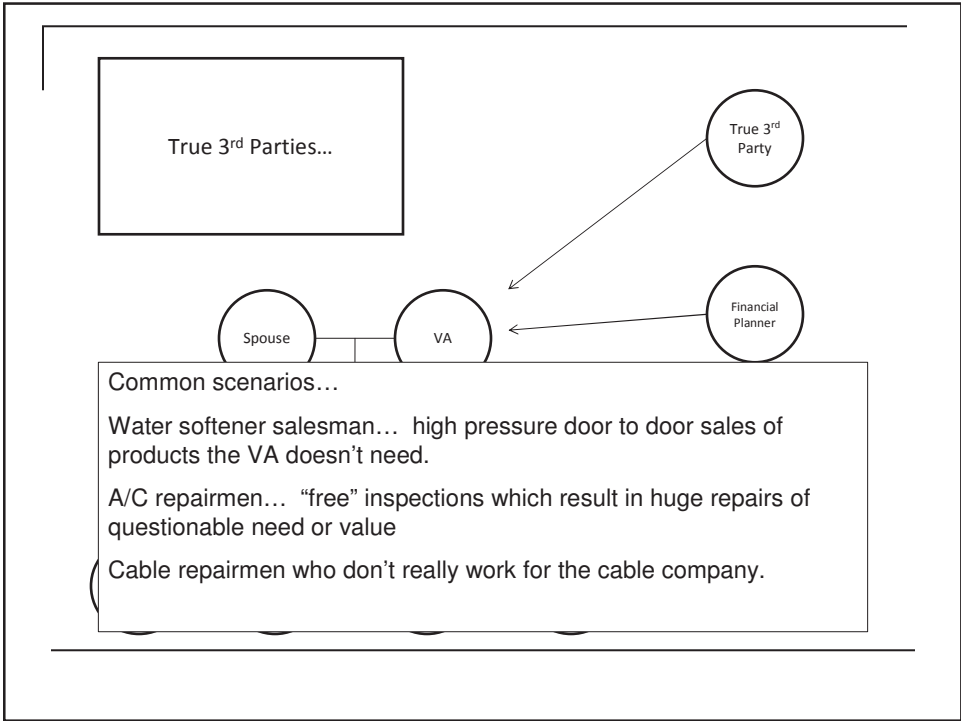 True 3rd Parties…
True 3rd
Party
Financial
Planner
Spouse
VA
Common scenarios…
Water softener salesman… high pressure door to door sales of
products the VA doesn’t need.
A/C repairmen… “free” inspections which result in huge repairs of
questionable need or value
Cable repairmen who don’t really work for the cable company.